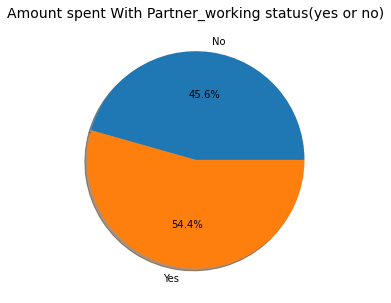 Amount spent With Partner_working status(yes or no)
No
45.6%
54.4%
Yes